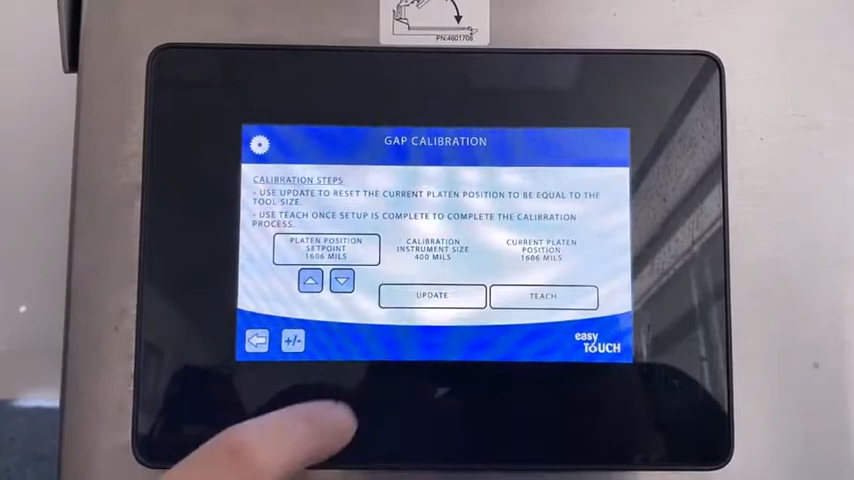 PN:4601708
GAP CALIBRATION
CALIBRATION STEPS
- USE UPDATE TO RESET THE CURRENT PLATEN POSITION TO BE EQUAL TO THE
TOOL SIZE.
- USE TEACH ONCE SETUP IS COMPLETE TO COMPLETE THE CALIBRATION
PROCESS.
PLATEN POSITION
SETPOINT
1606 MILS
CALIBRATION
INSTRUMENT SIZE
400 MILS
CURRENT PLATEN
POSITION
1606 MILS
UPDATE
TEACH
+/-
easy
TOUCH